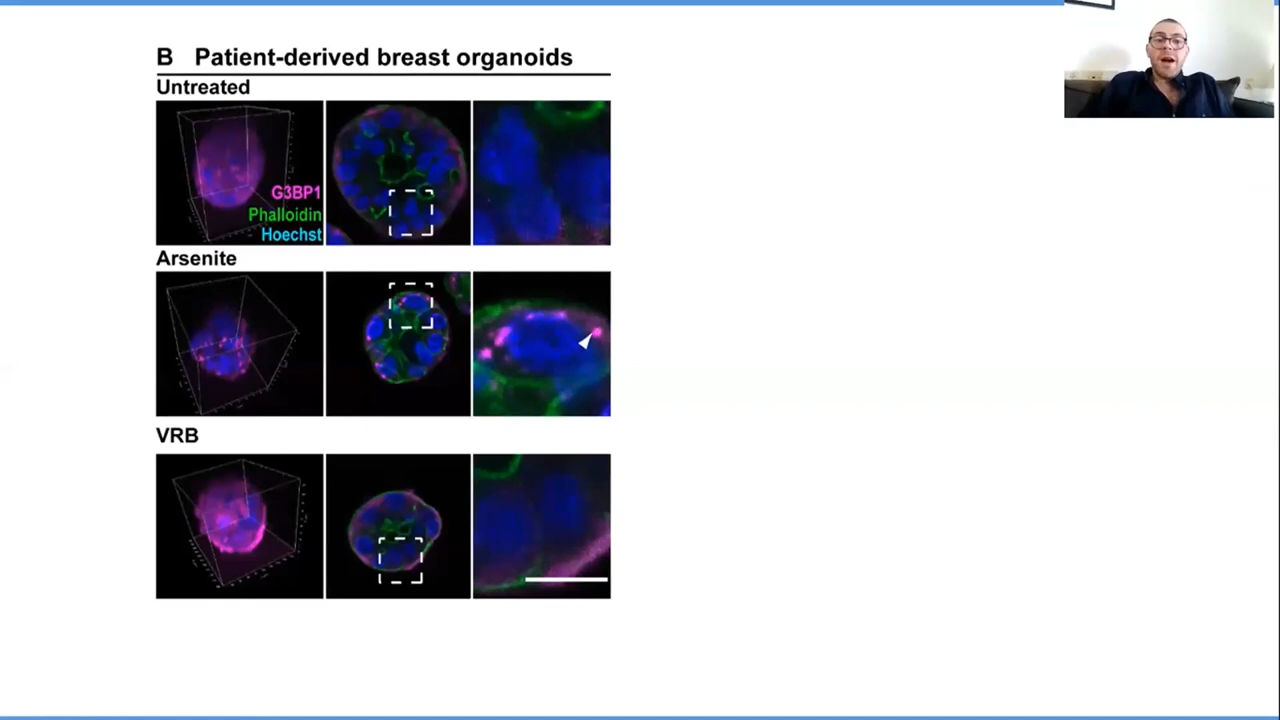 B Patient-derived breast organoids
Untreated
G3BP1
Phalloidin
Hoechst
Arsenite
VRB